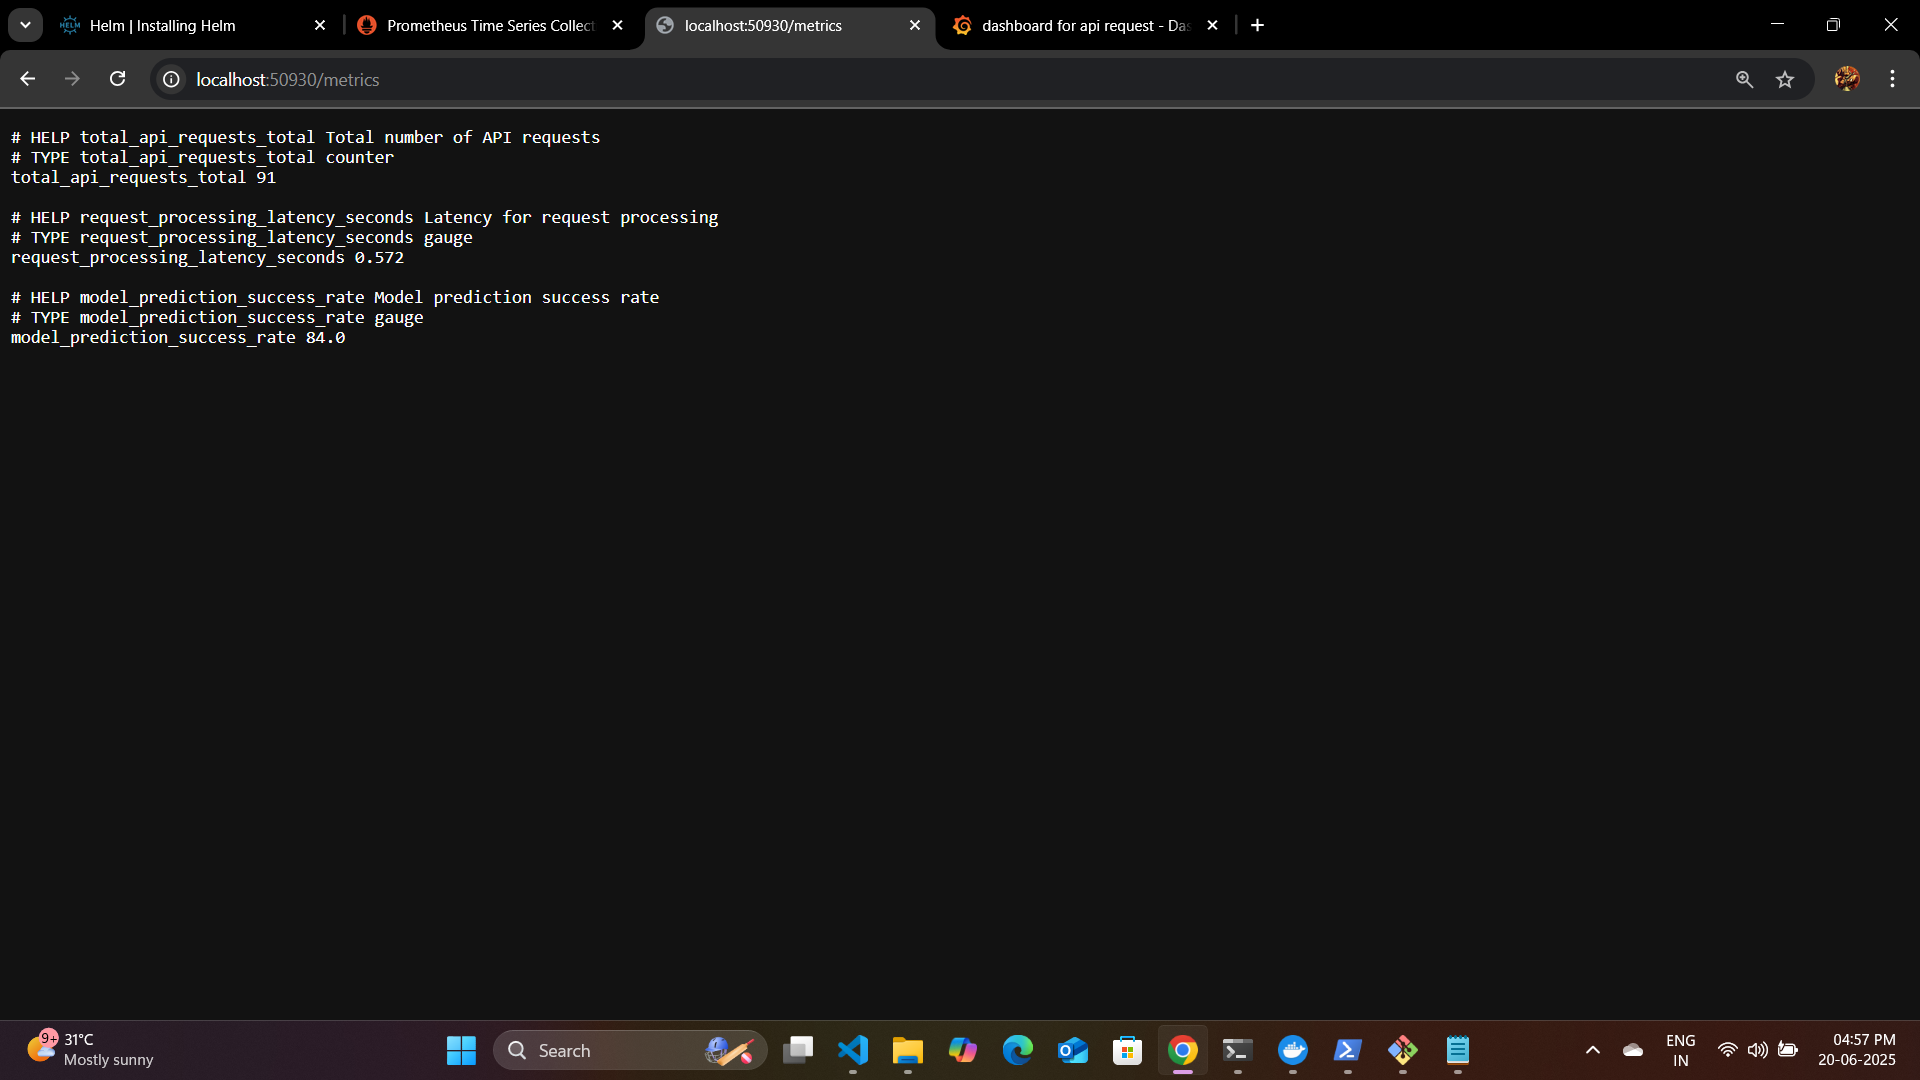 Helm | Installing Helm
Prometheus Time Series Collect
localhost:50930/metrics
dashboard for api request - Das
localhost:50930/metrics
# HELP total_api_requests_total Total number of API requests
# TYPE total_api_requests_total counter
total_api_requests_total 91
# HELP request_processing_latency_seconds Latency for request processing
# TYPE request_processing_latency_seconds gauge
request_processing_latency_seconds 0.572
# HELP model_prediction_success_rate Model prediction success rate
# TYPE model_prediction_success_rate gauge
model_prediction_success_rate 84.0
9+
31°C
Mostly sunny
Search
ENG
IN
04:57 PM
20-06-2025